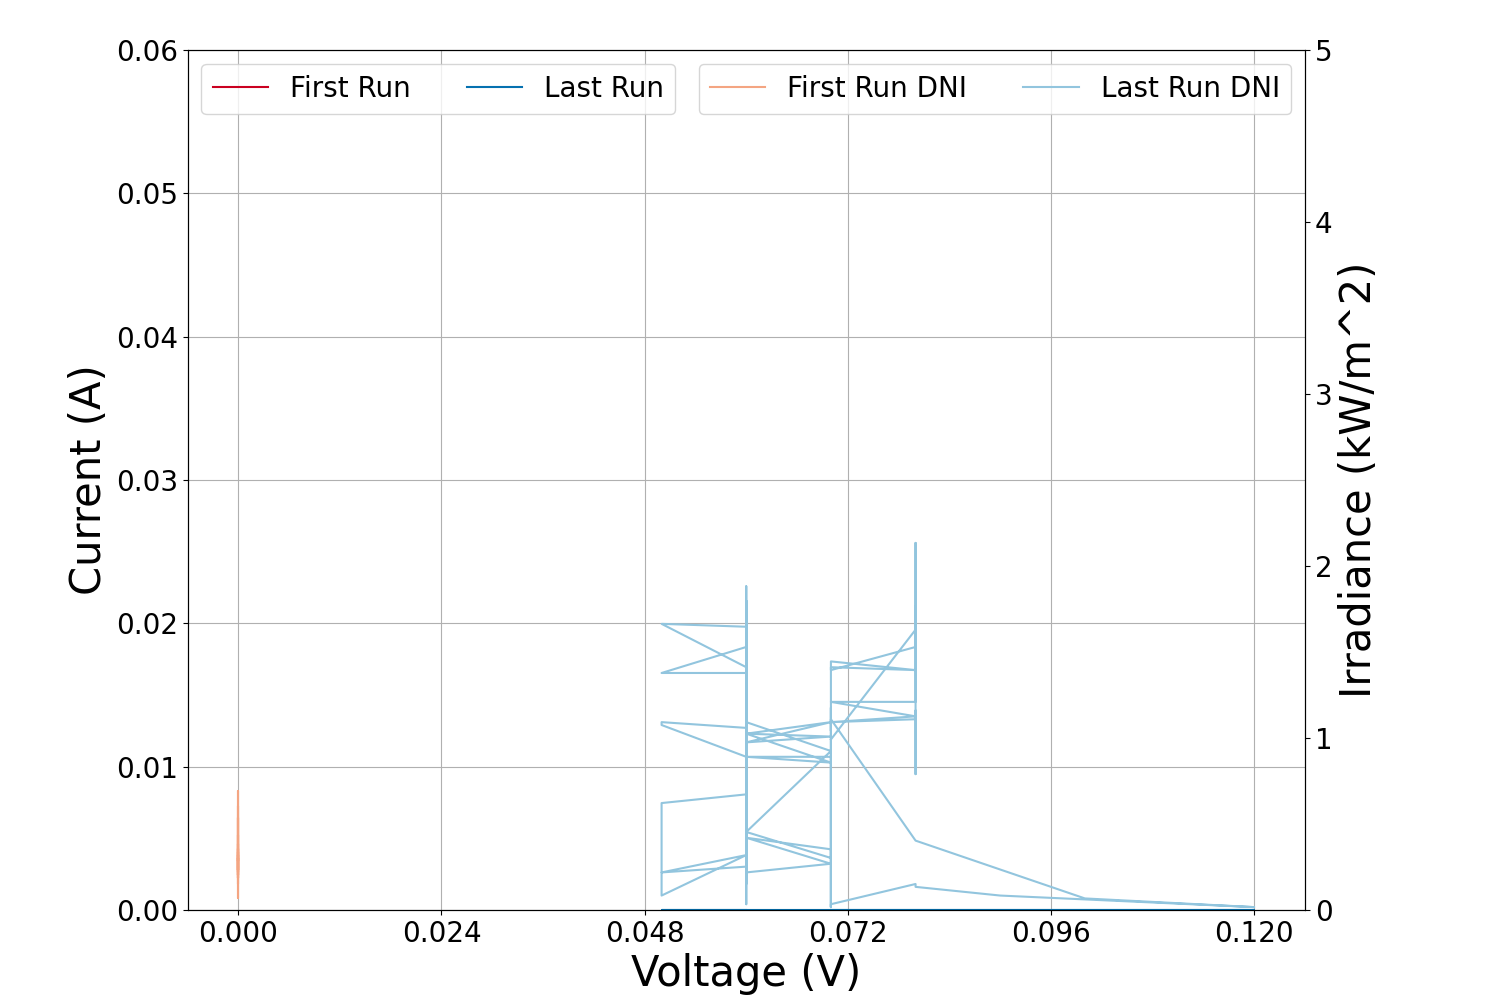 First Run
Last Run
First Run DNI
Last Run DNI
0.06
0.05
0.04
0.03
0.02
0.01
0.00
Current (A)
5
4
3
2
1
0
Irradiance (kW/m^2)
0.000
0.024
0.048
0.072
0.096
0.120
Voltage (V)